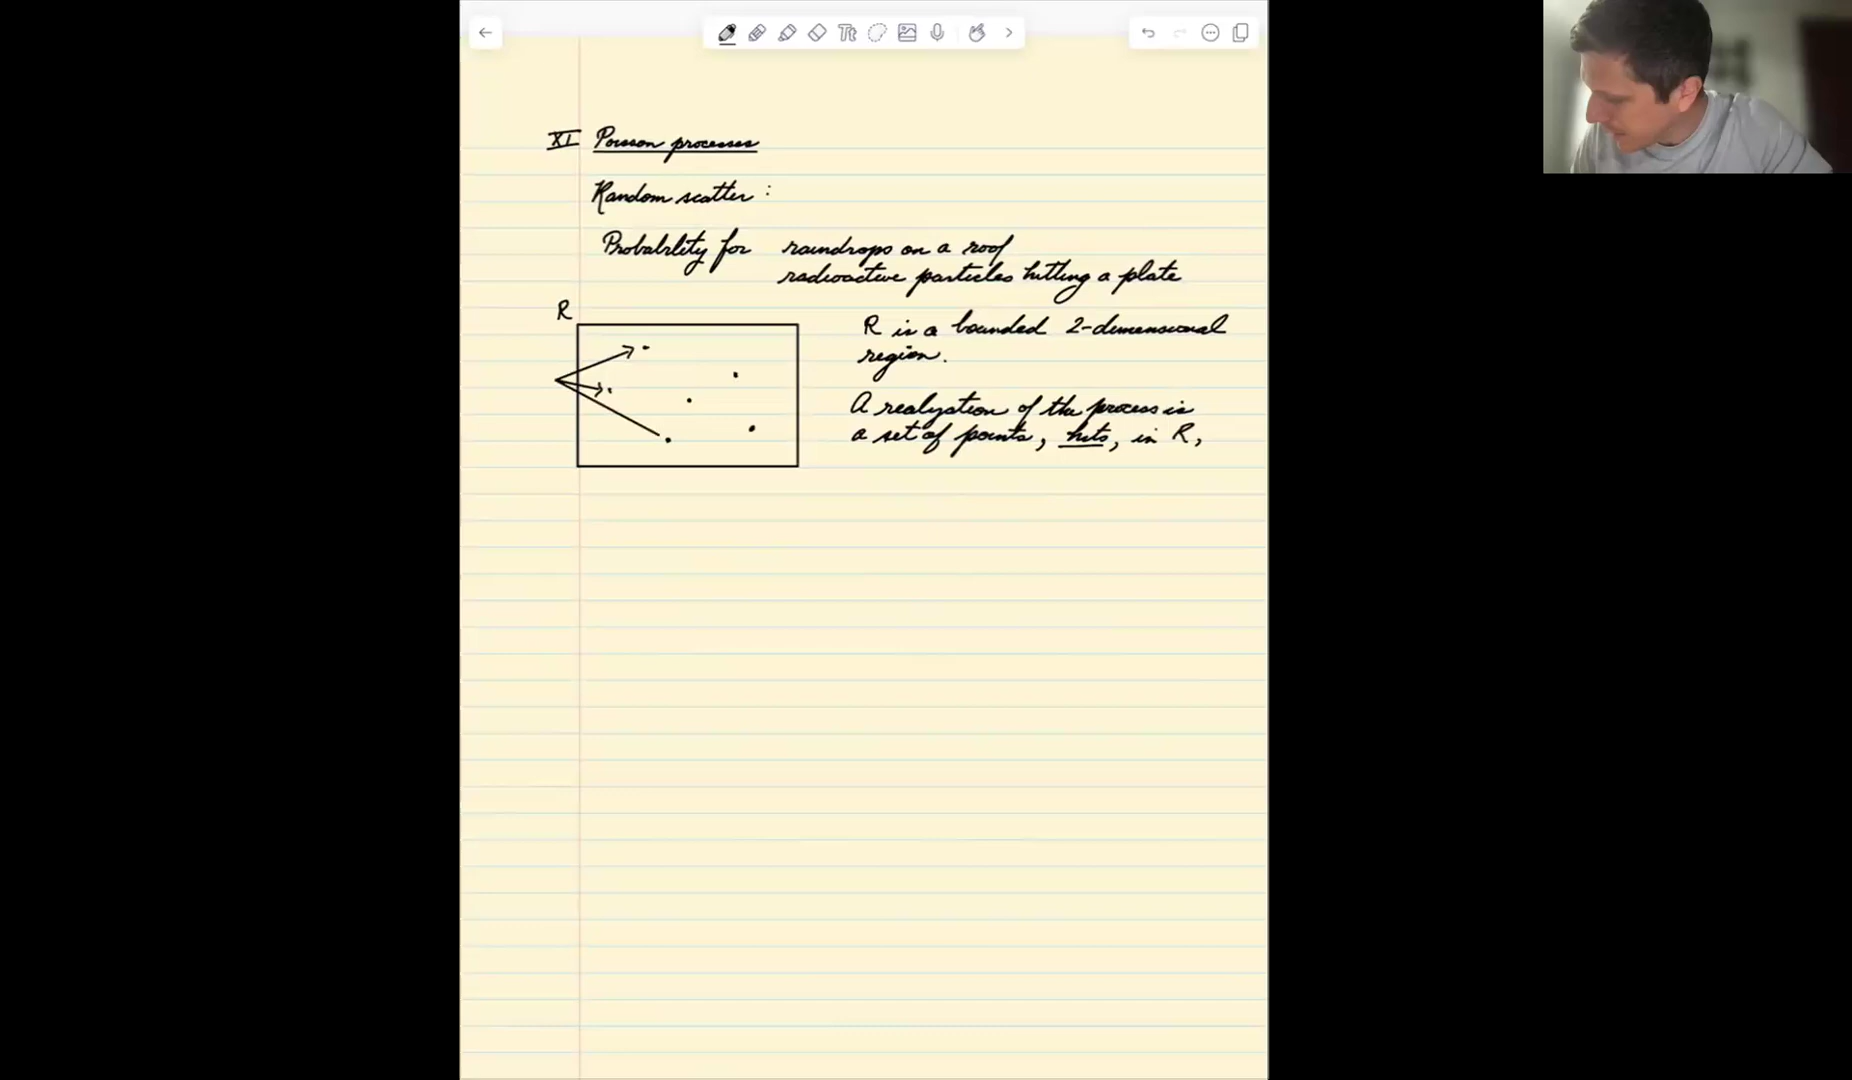 XI Poisson processes
Random scatter :
Probability for raindrops on a roof
radioactive particles hitting a plate
R
R is a bounded 2-dimensional
region.
A realization of the process is
a set of points, hits, in R,
Tt